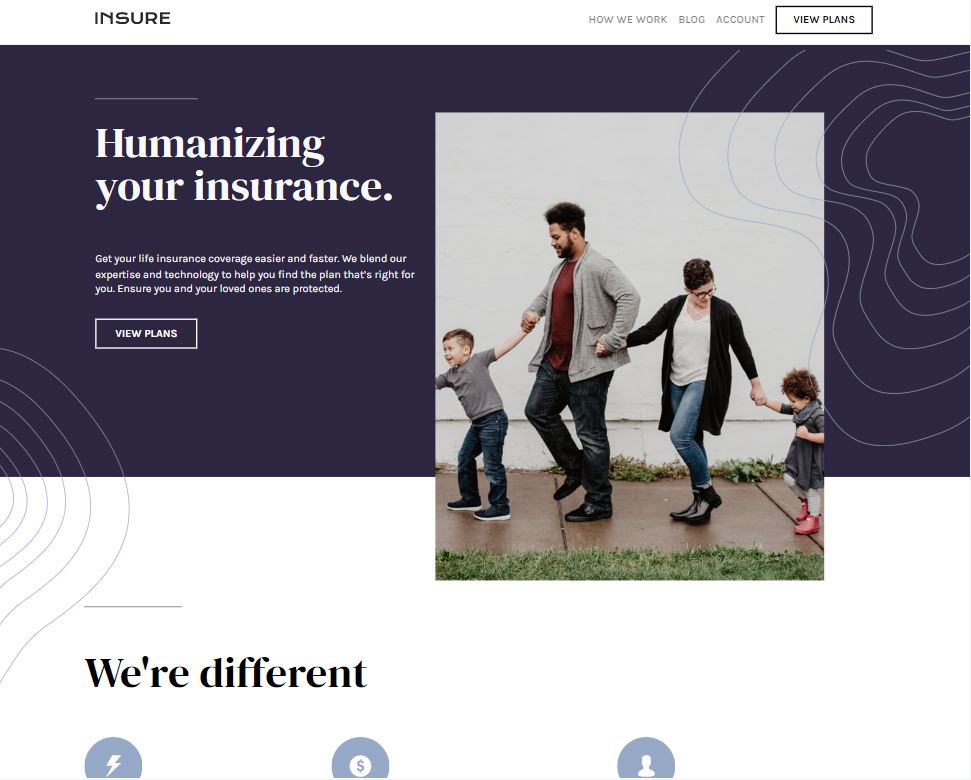 INSURE
HOW WE WORK BLOG ACCOUNT VIEW PLANS
Humanizing
your insurance.
Get your life insurance coverage easier and faster. We blend our
expertise and technology to help you find the plan that's right for
you. Ensure you and your loved ones are protected.
VIEW PLANS
We're different
$